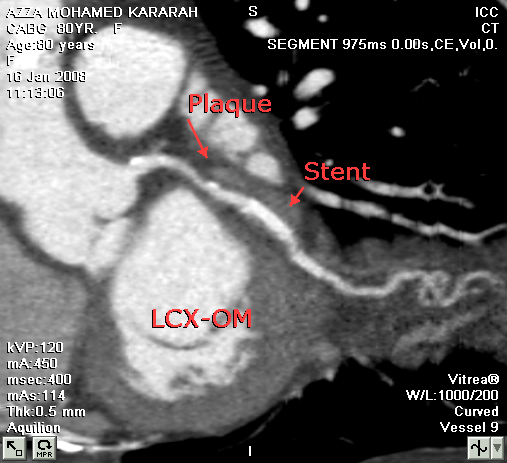 AZZA MOHAMED KARARAH
CABG 80YR. F
Age:80 years
F
16 Jan 2008
11:13:06
S
ICC
CT
SEGMENT 975ms 0.00s,CE,Vol,0.
Plaque
Stent
LCX-OM
kVP:120
mA:450
msec:400
mAs:114
Thk:0.5 mm
Aquilion
Vitrea®
W/L:1000/200
Curved
Vessel 9
MPR
I